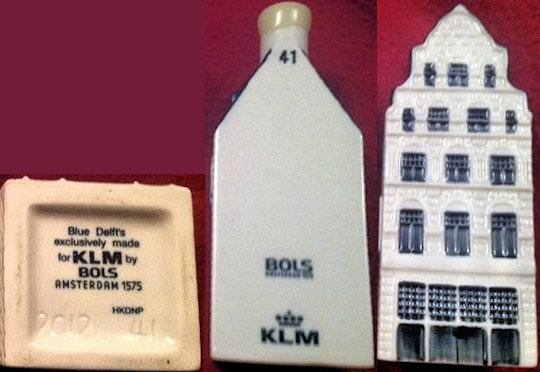 Blue Delft's
exclusively made
for KLM by
BOLS
AMSTERDAM 1575
HKDNP
2012 41
41
BOLS
KLM